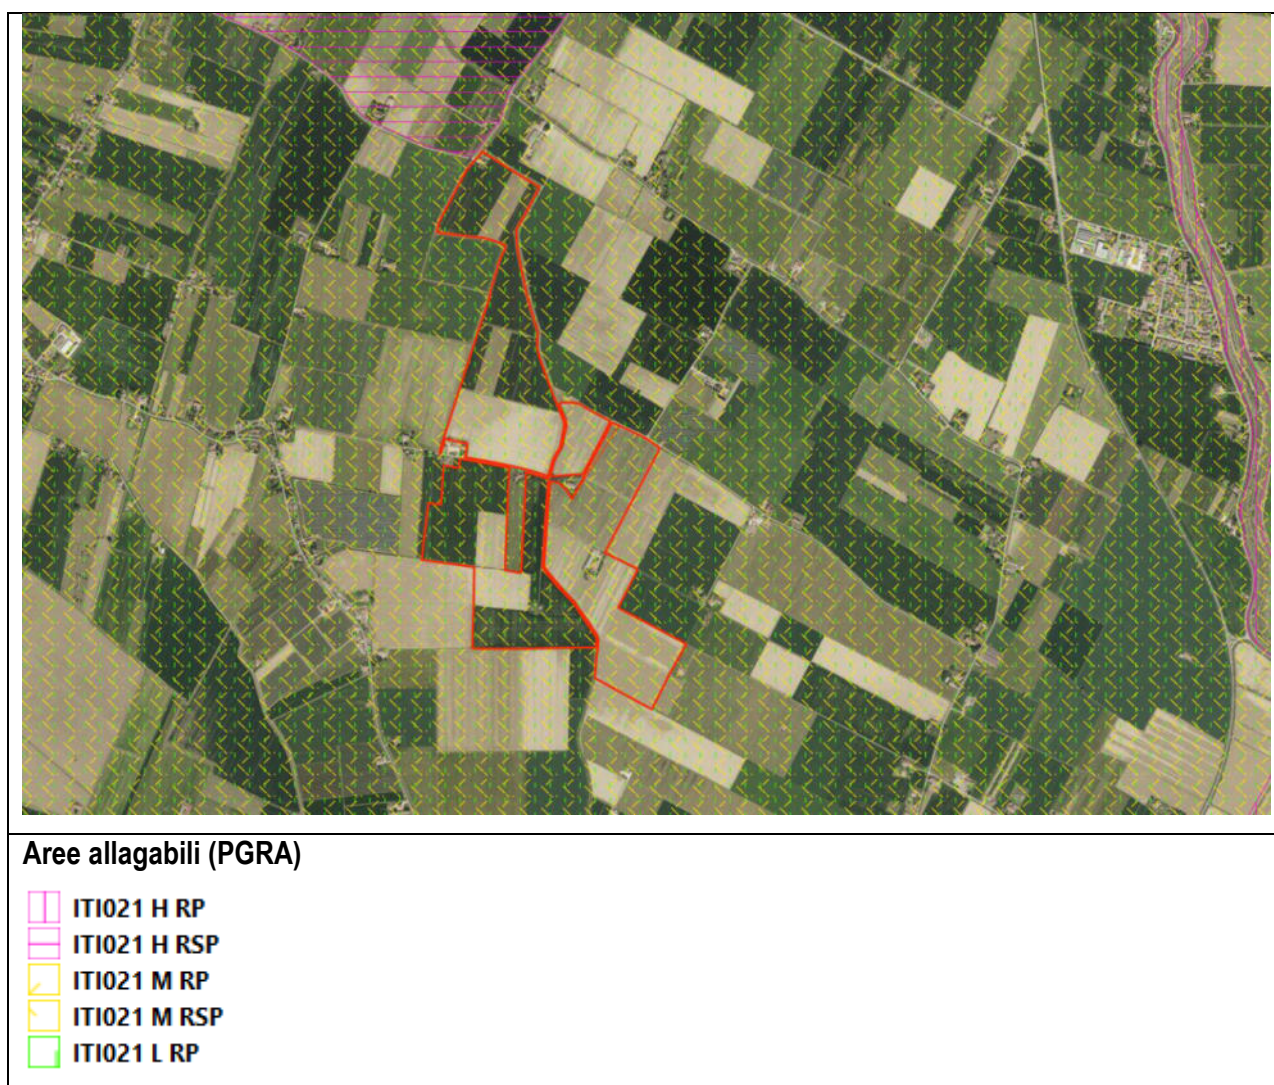 Aree allagabili (PGRA)
ITI021 H RP
ITI021 H RSP
ITI021 M RP
ITI021 M RSP
ITI021 L RP